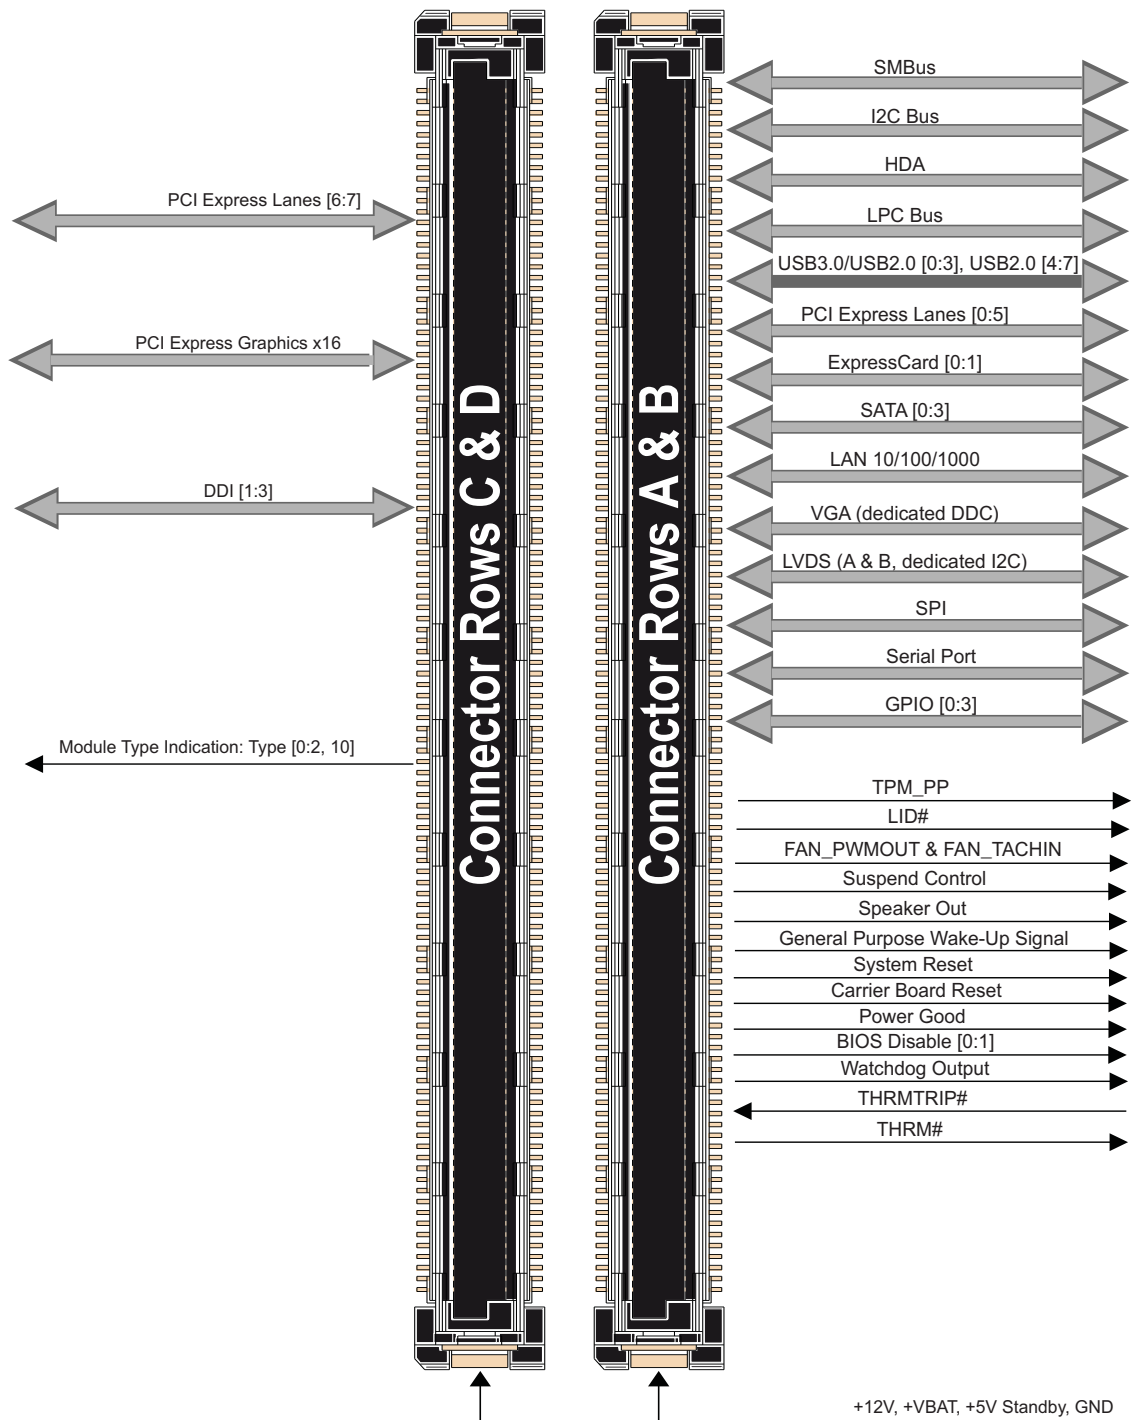 PCI Express Lanes [6:7]
PCI Express Graphics x16
DDI [1:3]
Module Type Indication: Type [0:2, 10]
Connector Rows C & D
Connector Rows A & B
SMBus
I2C Bus
HDA
LPC Bus
USB3.0/USB2.0 [0:3], USB2.0 [4:7]
PCI Express Lanes [0:5]
ExpressCard [0:1]
SATA [0:3]
LAN 10/100/1000
VGA (dedicated DDC)
LVDS (A & B, dedicated I2C)
SPI
Serial Port
GPIO [0:3]
TPM_PP
LID#
FAN_PWMOUT & FAN_TACHIN
Suspend Control
Speaker Out
General Purpose Wake-Up Signal
System Reset
Carrier Board Reset
Power Good
BIOS Disable [0:1]
Watchdog Output
THRMTRIP#
THRM#
+12V, +VBAT, +5V Standby, GND